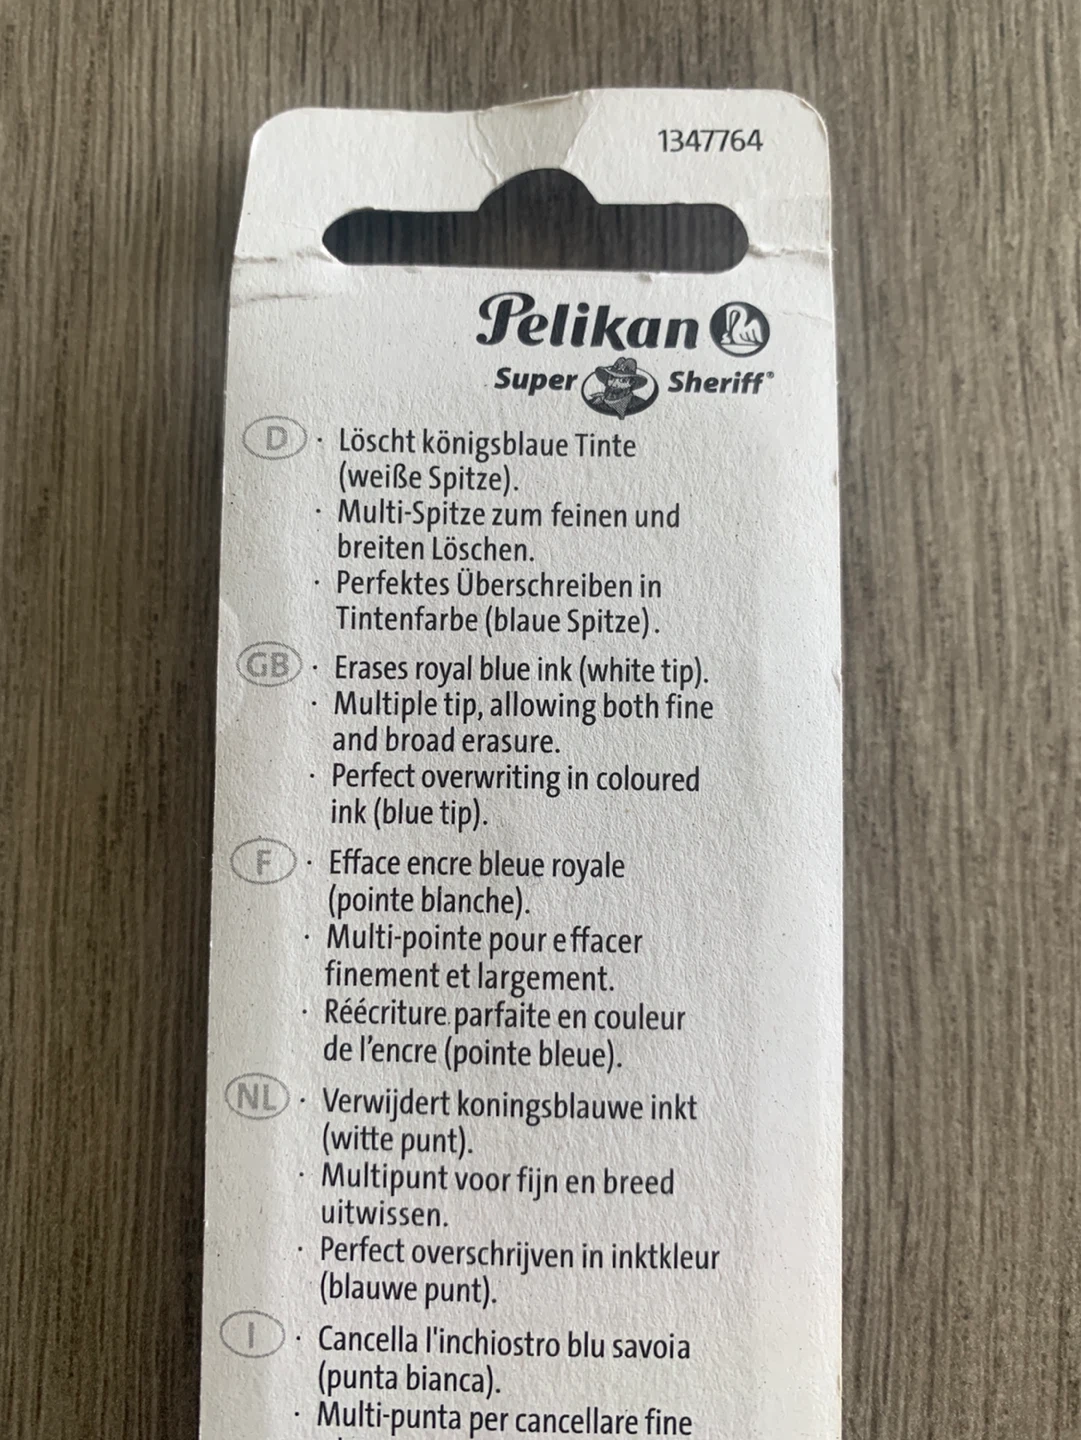 1347764
Pelikan
Super Sheriff®
D · Löscht königsblaue Tinte
(weiße Spitze).
· Multi-Spitze zum feinen und
breiten Löschen.
· Perfektes Überschreiben in
Tintenfarbe (blaue Spitze).
GB · Erases royal blue ink (white tip).
· Multiple tip, allowing both fine
and broad erasure.
· Perfect overwriting in coloured
ink (blue tip).
F · Efface encre bleue royale
(pointe blanche).
· Multi-pointe pour effacer
finement et largement.
· Réécriture parfaite en couleur
de l'encre (pointe bleue).
NL · Verwijdert koningsblauwe inkt
(witte punt).
· Multipunt voor fijn en breed
uitwissen.
· Perfect overschrijven in inktkleur
(blauwe punt).
I · Cancella l'inchiostro blu savoia
(punta bianca).
· Multi-punta per cancellare fine